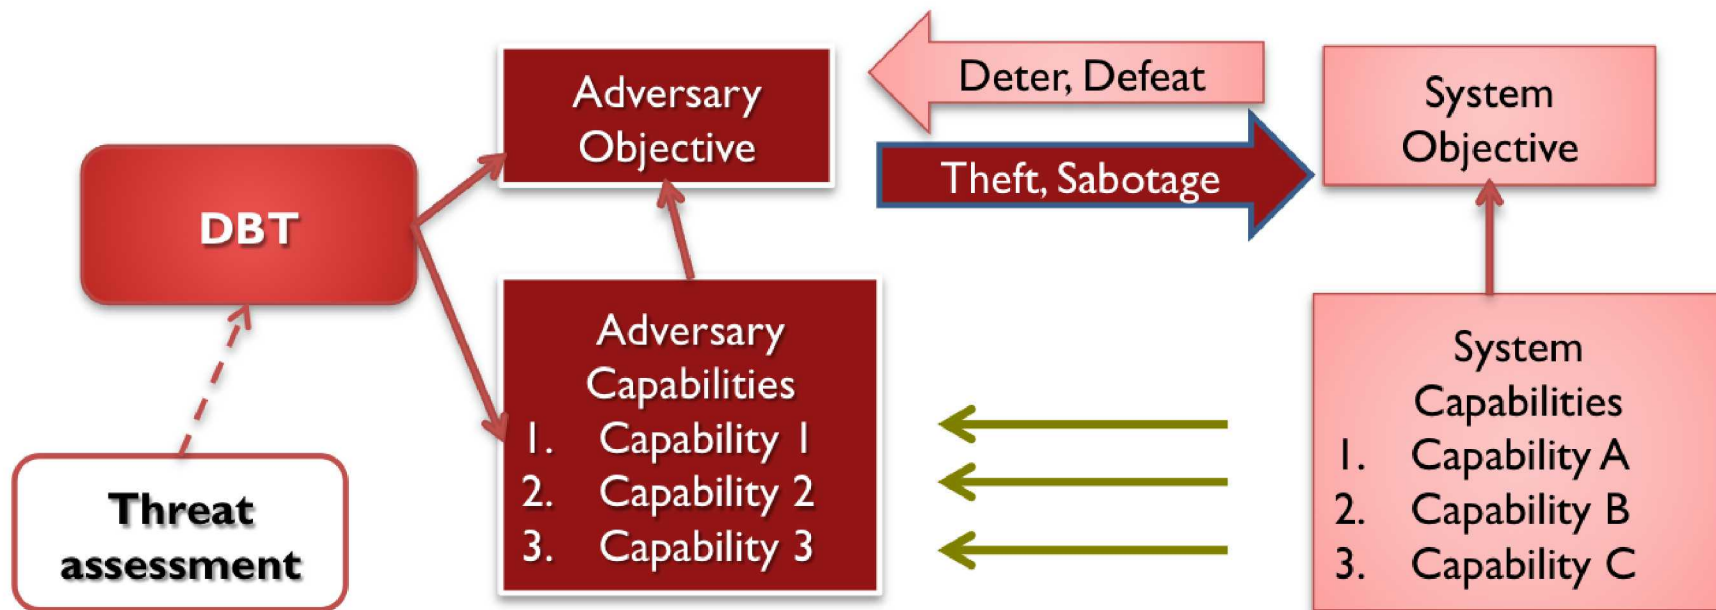 DBT
Threat
assessment
Adversary
Objective
Adversary
Capabilities
1. Capability 1
2. Capability 2
3. Capability 3
Deter, Defeat
Theft, Sabotage
System
Objective
System
Capabilities
1. Capability A
2. Capability B
3. Capability C